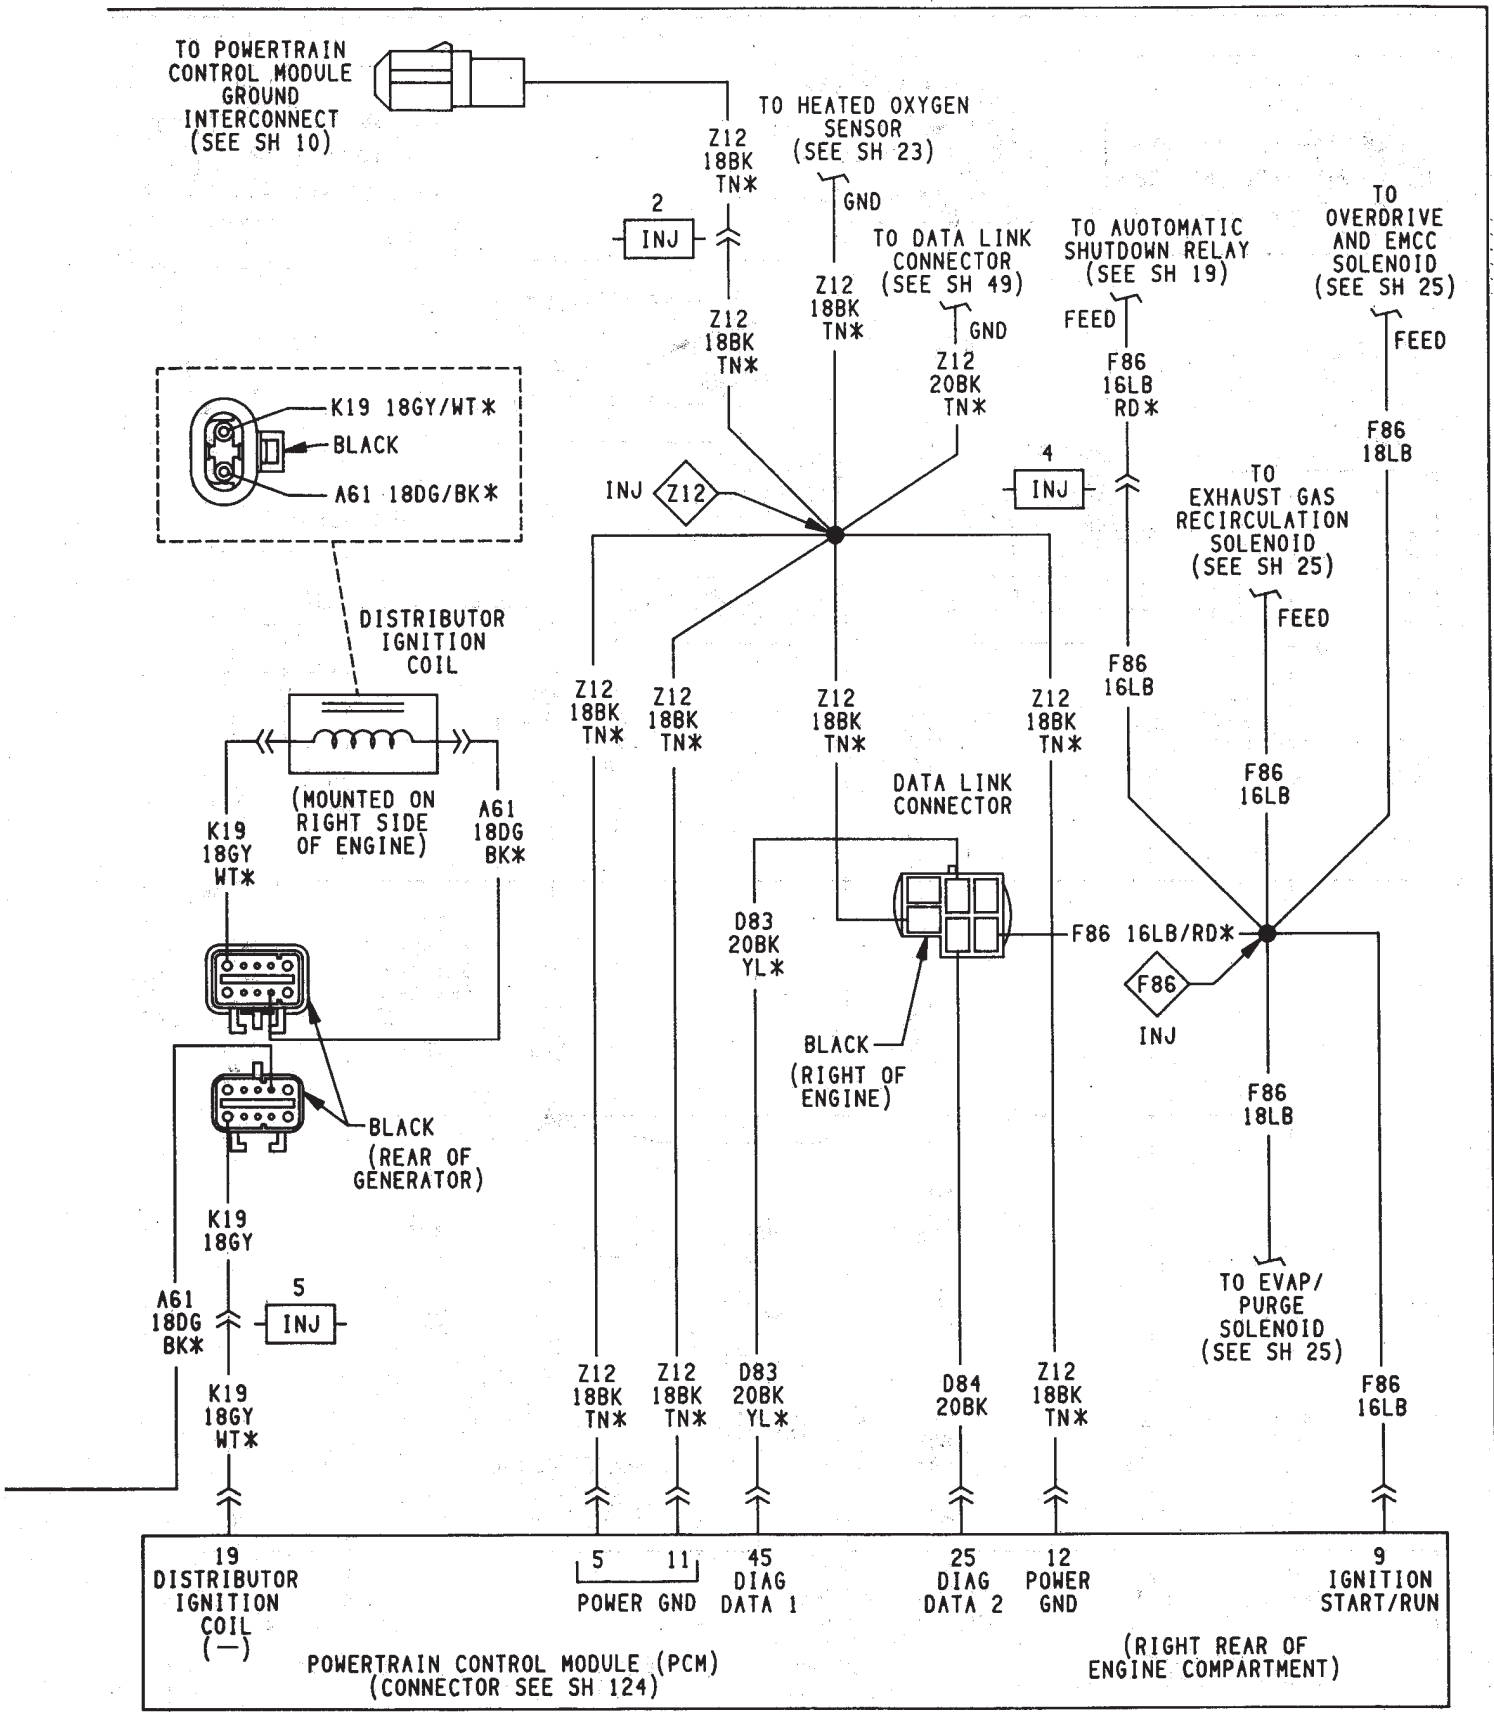 TO POWERTRAIN
CONTROL MODULE
GROUND
INTERCONNECT
(SEE SH 10)
Z12
18BK
TN*
2
INJ
Z12
18BK
TN*
TO HEATED OXYGEN
SENSOR
(SEE SH 23)
GND
Z12
18BK
TN*
TO DATA LINK
CONNECTOR
(SEE SH 49)
GND
Z12
20BK
TN*
TO AUOTOMATIC
SHUTDOWN RELAY
(SEE SH 19)
FEED
F86
16LB
RD*
4
INJ
TO
OVERDRIVE
AND EMCC
SOLENOID
(SEE SH 25)
FEED
F86
18LB
TO
EXHAUST GAS
RECIRCULATION
SOLENOID
(SEE SH 25)
FEED
K19 18GY/WT*
BLACK
A61 18DG/BK*
INJ
Z12
DISTRIBUTOR
IGNITION
COIL
(MOUNTED ON
RIGHT SIDE
OF ENGINE)
K19
18GY
WT*
A61
18DG
BK*
Z12
18BK
TN*
Z12
18BK
TN*
Z12
18BK
TN*
Z12
18BK
TN*
F86
16LB
F86
16LB
DATA LINK
CONNECTOR
D83
20BK
YL*
F86 16LB/RD*
F86
INJ
BLACK
(RIGHT OF
ENGINE)
BLACK
(REAR OF
GENERATOR)
F86
18LB
K19
18GY
5
INJ
A61
18DG
BK*
K19
18GY
WT*
TO EVAP/
PURGE
SOLENOID
(SEE SH 25)
Z12
18BK
TN*
Z12
18BK
TN*
D83
20BK
YL*
D84
20BK
Z12
18BK
TN*
F86
16LB
19
DISTRIBUTOR
IGNITION
COIL
(—)
5
11
POWER GND
45
DIAG
DATA 1
25
DIAG
DATA 2
12
POWER
GND
9
IGNITION
START/RUN
POWERTRAIN CONTROL MODULE (PCM)
(CONNECTOR SEE SH 124)
(RIGHT REAR OF
ENGINE COMPARTMENT)